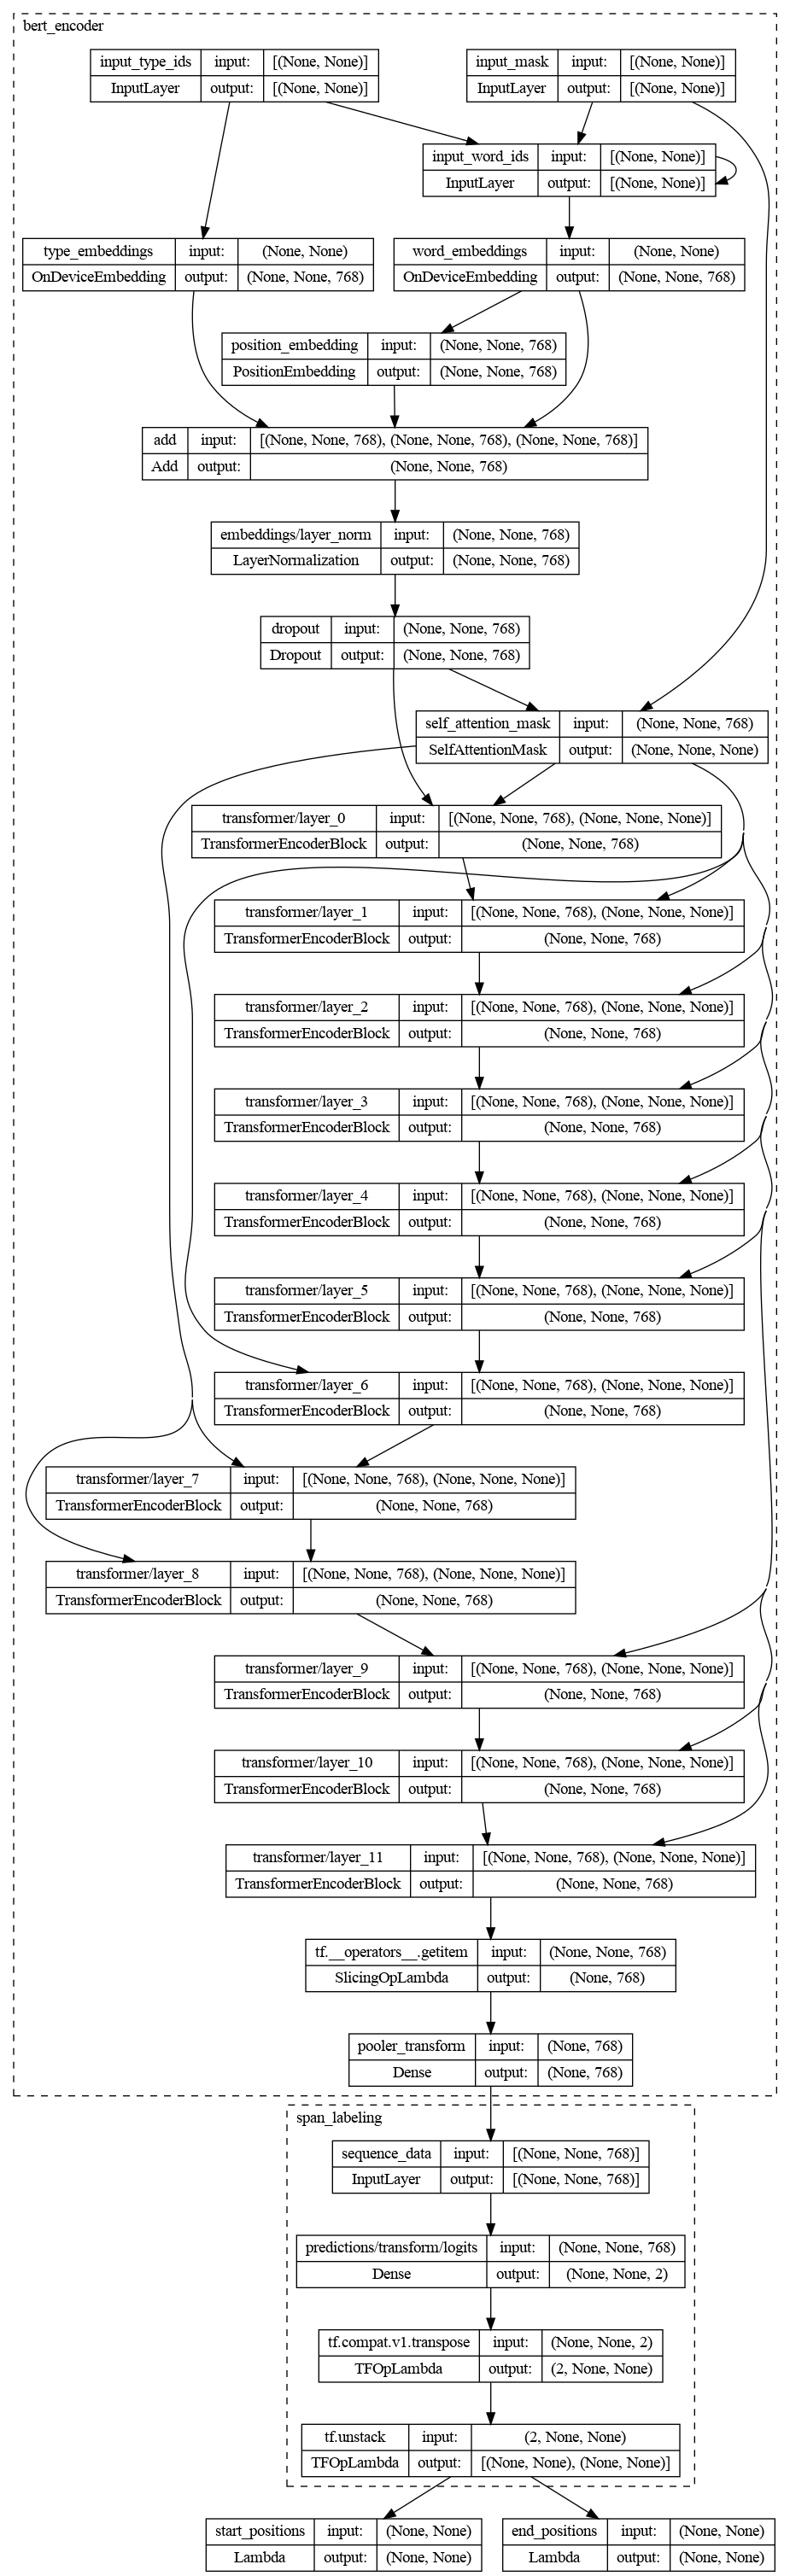 bert_encoder
input_type_ids input: [(None, None)]
InputLayer output: [(None, None)]
input_mask input: [(None, None)]
InputLayer output: [(None, None)]
input_word_ids input: [(None, None)]
InputLayer output: [(None, None)]
type_embeddings input: (None, None)
OnDeviceEmbedding output: (None, None, 768)
word_embeddings input: (None, None)
OnDeviceEmbedding output: (None, None, 768)
position_embedding input: (None, None, 768)
PositionEmbedding output: (None, None, 768)
add input: [(None, None, 768), (None, None, 768), (None, None, 768)]
Add output: (None, None, 768)
embeddings/layer_norm input: (None, None, 768)
LayerNormalization output: (None, None, 768)
dropout input: (None, None, 768)
Dropout output: (None, None, 768)
self_attention_mask input: (None, None, 768)
SelfAttentionMask output: (None, None, None)
transformer/layer_0 input: [(None, None, 768), (None, None, None)]
TransformerEncoderBlock output: (None, None, 768)
transformer/layer_1 input: [(None, None, 768), (None, None, None)]
TransformerEncoderBlock output: (None, None, 768)
transformer/layer_2 input: [(None, None, 768), (None, None, None)]
TransformerEncoderBlock output: (None, None, 768)
transformer/layer_3 input: [(None, None, 768), (None, None, None)]
TransformerEncoderBlock output: (None, None, 768)
transformer/layer_4 input: [(None, None, 768), (None, None, None)]
TransformerEncoderBlock output: (None, None, 768)
transformer/layer_5 input: [(None, None, 768), (None, None, None)]
TransformerEncoderBlock output: (None, None, 768)
transformer/layer_6 input: [(None, None, 768), (None, None, None)]
TransformerEncoderBlock output: (None, None, 768)
transformer/layer_7 input: [(None, None, 768), (None, None, None)]
TransformerEncoderBlock output: (None, None, 768)
transformer/layer_8 input: [(None, None, 768), (None, None, None)]
TransformerEncoderBlock output: (None, None, 768)
transformer/layer_9 input: [(None, None, 768), (None, None, None)]
TransformerEncoderBlock output: (None, None, 768)
transformer/layer_10 input: [(None, None, 768), (None, None, None)]
TransformerEncoderBlock output: (None, None, 768)
transformer/layer_11 input: [(None, None, 768), (None, None, None)]
TransformerEncoderBlock output: (None, None, 768)
tf.__operators__.getitem input: (None, None, 768)
SlicingOpLambda output: (None, 768)
pooler_transform input: (None, 768)
Dense output: (None, 768)
span_labeling
sequence_data input: [(None, None, 768)]
InputLayer output: [(None, None, 768)]
predictions/transform/logits input: (None, None, 768)
Dense output: (None, None, 2)
tf.compat.v1.transpose input: (None, None, 2)
TFOpLambda output: (2, None, None)
tf.unstack input: (2, None, None)
TFOpLambda output: [(None, None), (None, None)]
start_positions input: (None, None)
Lambda output: (None, None)
end_positions input: (None, None)
Lambda output: (None, None)